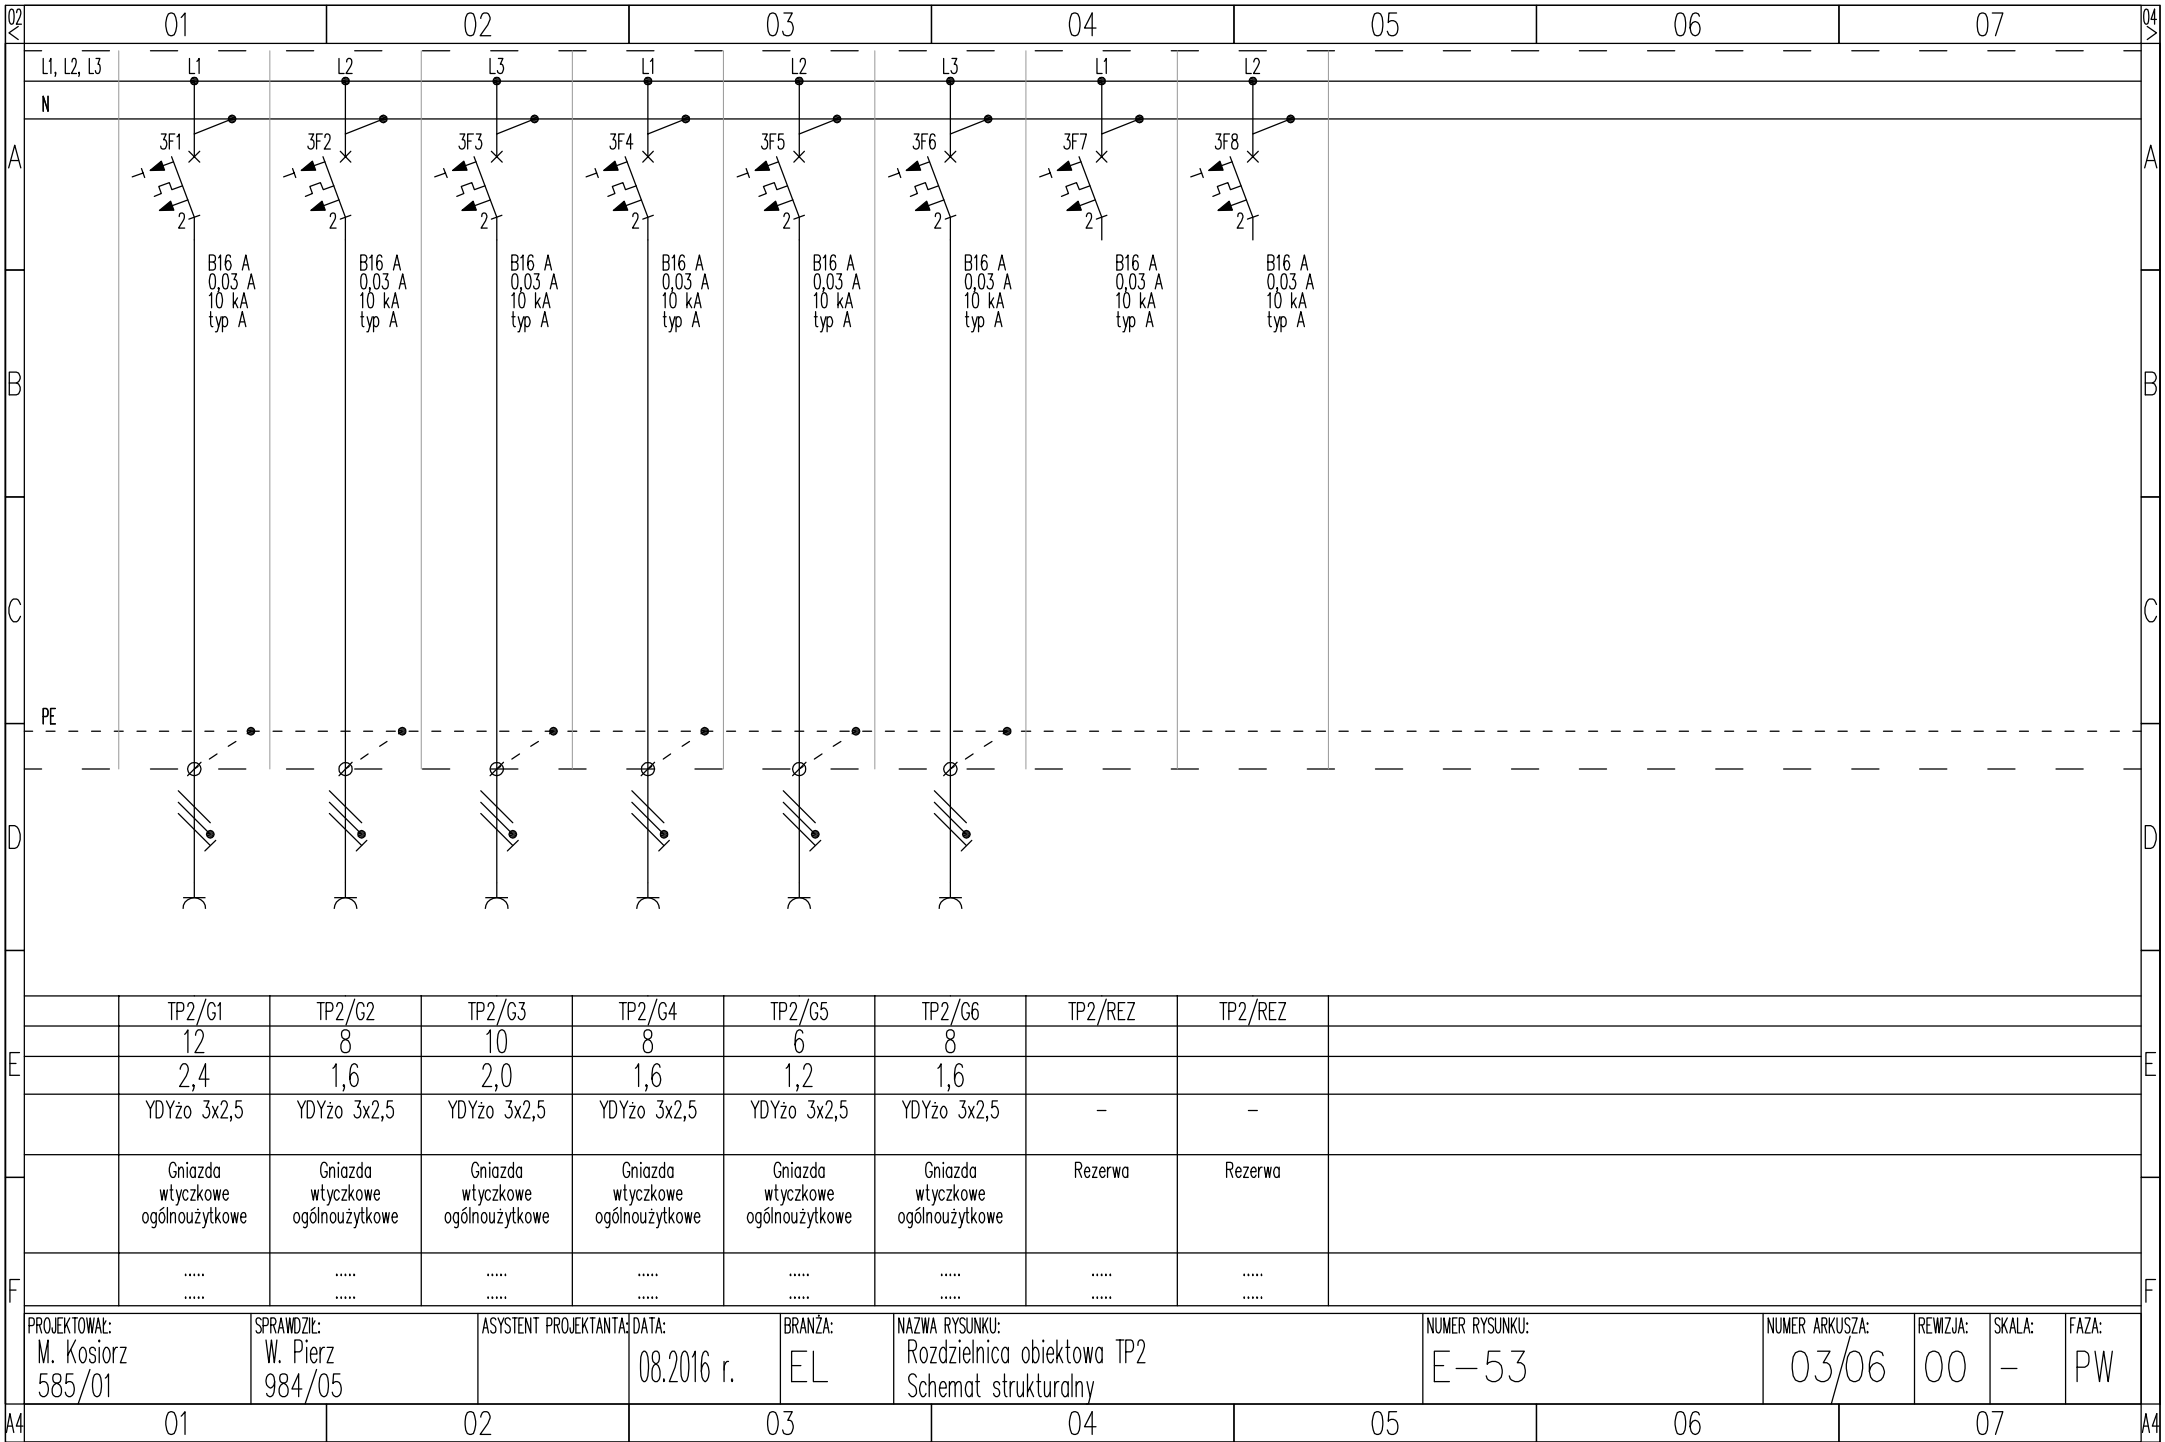 02 01 02 03 04 05 06 07 04
< >
L1, L2, L3 L1 L2 L3 L1 L2 L3 L1 L2
N
3F1 3F2 3F3 3F4 3F5 3F6 3F7 3F8
A A
2 2 2 2 2 2 2 2
B16 A B16 A B16 A B16 A B16 A B16 A B16 A B16 A
0,03 A 0,03 A 0,03 A 0,03 A 0,03 A 0,03 A 0,03 A 0,03 A
10 kA 10 kA 10 kA 10 kA 10 kA 10 kA 10 kA 10 kA
typ A typ A typ A typ A typ A typ A typ A typ A
B B
C C
PE
D D
TP2/G1 TP2/G2 TP2/G3 TP2/G4 TP2/G5 TP2/G6 TP2/REZ TP2/REZ
12 8 10 8 6 8
E E
2,4 1,6 2,0 1,6 1,2 1,6
YDYżo 3x2,5 YDYżo 3x2,5 YDYżo 3x2,5 YDYżo 3x2,5 YDYżo 3x2,5 YDYżo 3x2,5 - -
Gniazda Gniazda Gniazda Gniazda Gniazda Gniazda Rezerwa Rezerwa
wtyczkowe wtyczkowe wtyczkowe wtyczkowe wtyczkowe wtyczkowe
ogólnoużytkowe ogólnoużytkowe ogólnoużytkowe ogólnoużytkowe ogólnoużytkowe ogólnoużytkowe
..... ..... ..... ..... ..... ..... ..... .....
F F
..... ..... ..... ..... ..... ..... ..... .....
PROJEKTOWAŁ: SPRAWDZIŁ: ASYSTENT PROJEKTANTA: DATA: BRANŻA: NAZWA RYSUNKU: NUMER RYSUNKU: NUMER ARKUSZA: REWIZJA: SKALA: FAZA:
M. Kosiorz W. Pierz 08.2016 r. EL Rozdzielnica obiektowa TP2 E-53 03/06 00 - PW
585/01 984/05 Schemat strukturalny
A4 01 02 03 04 05 06 07 A4